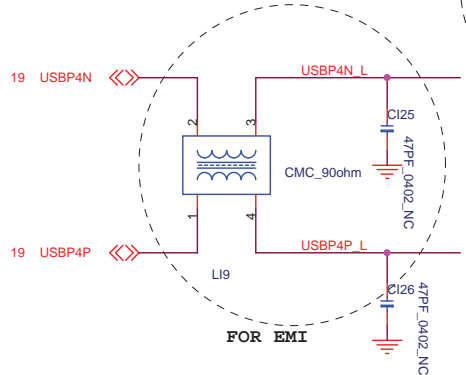 19 USBP4N
USBP4N_L
CI25
47PF_0402_NC
2
3
CMC_90ohm
1
4
19 USBP4P
USBP4P_L
LI9
CI26
47PF_0402_NC
FOR EMI